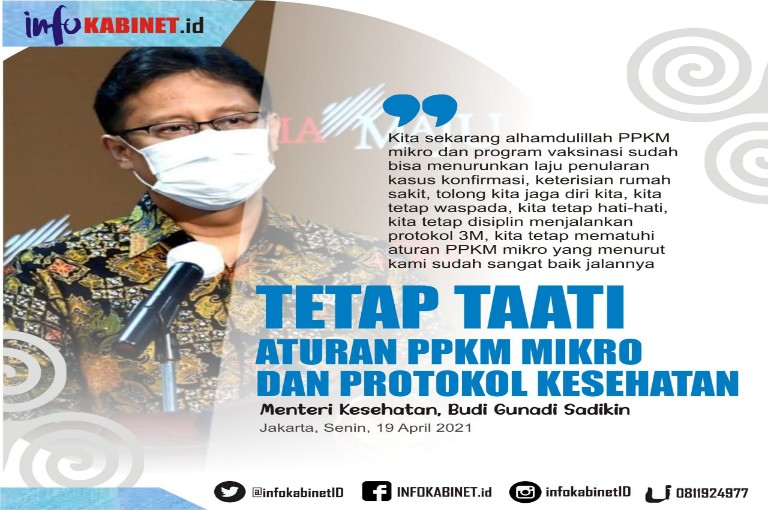 infoKABINET.id
IA MAJU
Kita sekarang alhamdulillah PPKM
mikro dan program vaksinasi sudah
bisa menurunkan laju penularan
kasus konfirmasi, keterisian rumah
sakit, tolong kita jaga diri kita, kita
tetap waspada, kita tetap hati-hati,
kita tetap disiplin menjalankan
protokol 3M, kita tetap mematuhi
aturan PPKM mikro yang menurut
kami sudah sangat baik jalannya
TETAP TAATI
ATURAN PPKM MIKRO
DAN PROTOKOL KESEHATAN
Menteri Kesehatan, Budi Gunadi Sadikin
Jakarta, Senin, 19 April 2021
@infokabinetID INFOKABINET.id infokabinetID 0811924977